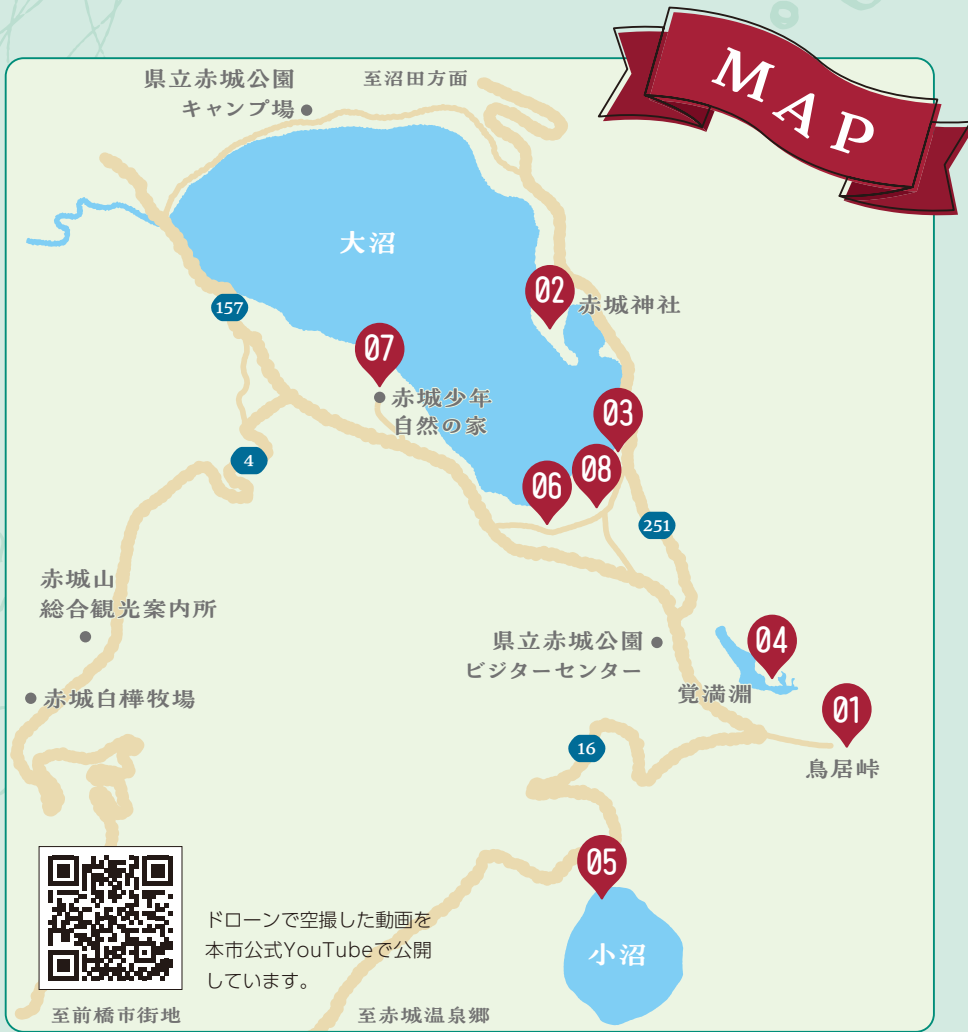 MAP
県立赤城公園
キャンプ場
至沼田方面
大沼
02
赤城神社
157
07
赤城少年
自然の家
03
08
06
4
251
赤城山
総合観光案内所
県立赤城公園
ビジターセンター
04
覚満淵
赤城白樺牧場
01
鳥居峠
16
05
小沼
ドローンで空撮した動画を
本市公式YouTubeで公開
しています。
至前橋市街地
至赤城温泉郷